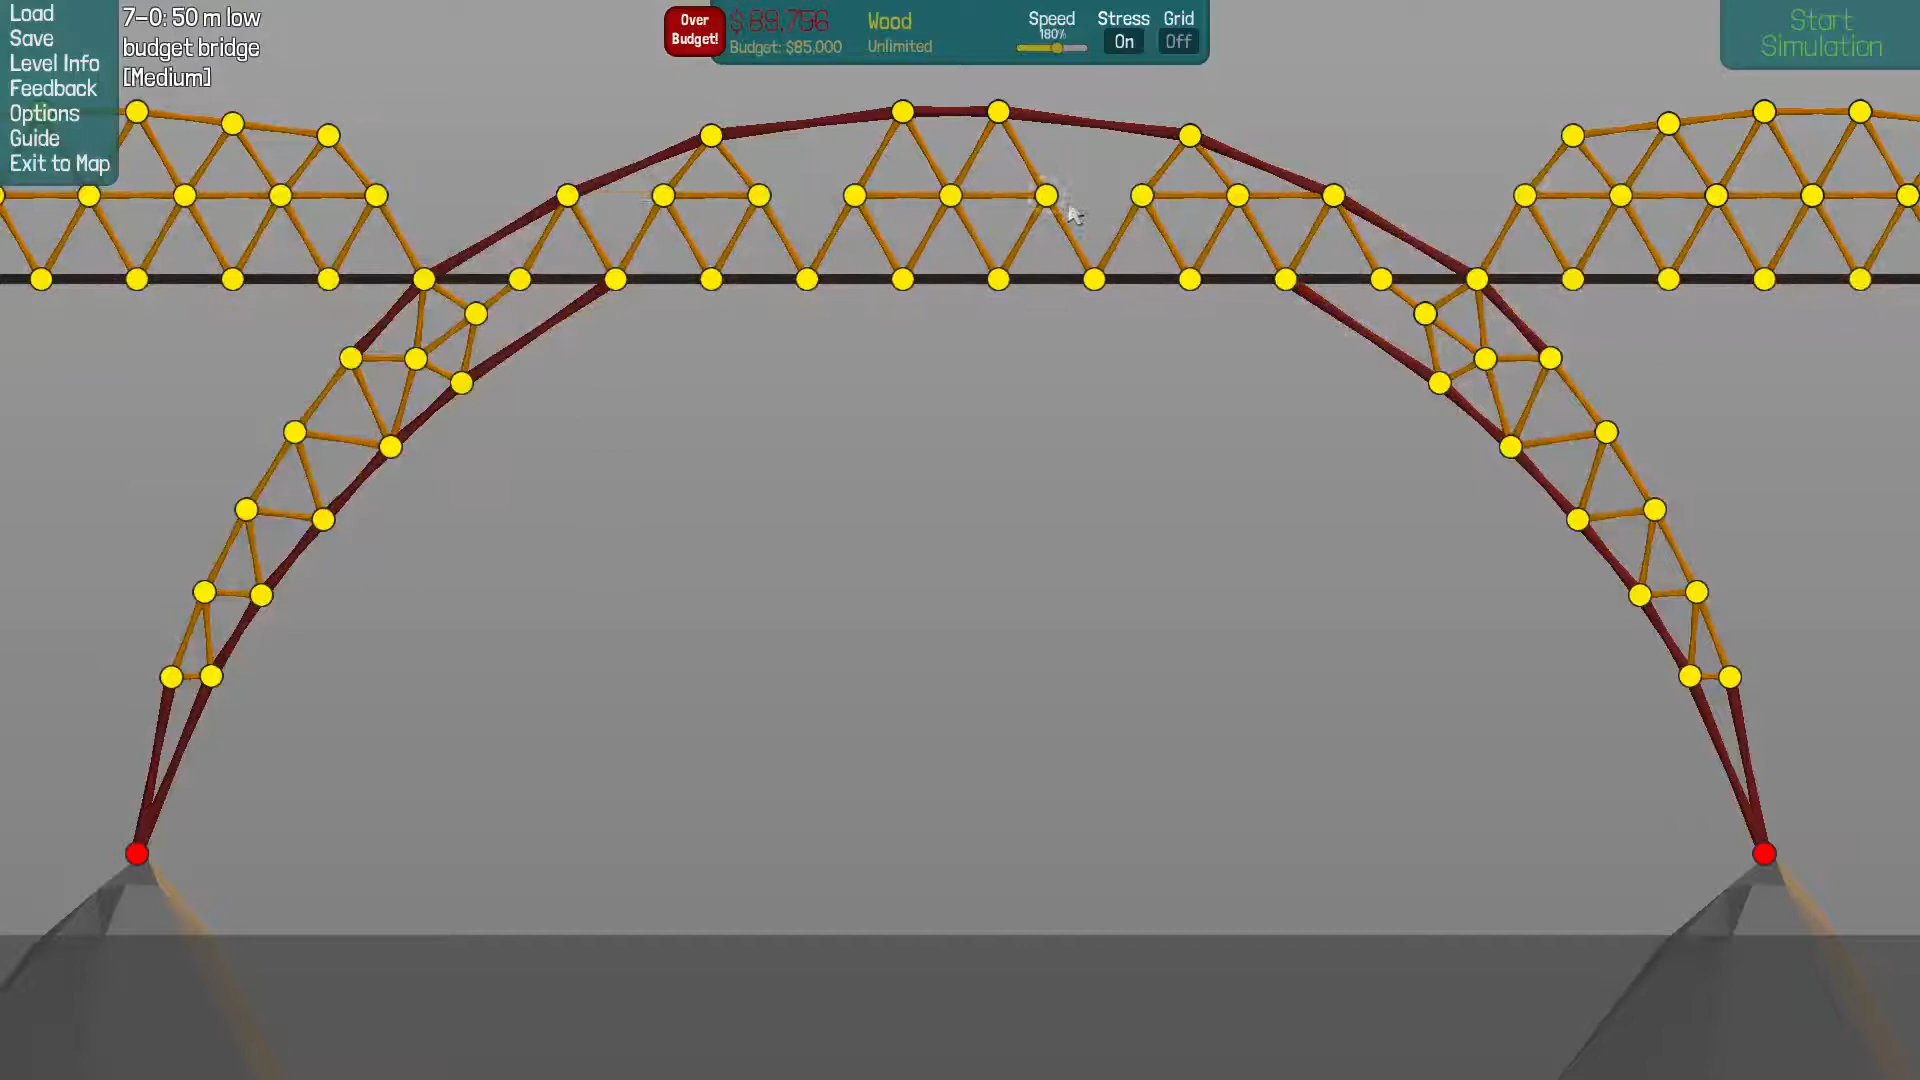 Load
Save
Level Info
Feedback
Options
Guide
Exit to Map
7-0: 50 m low
budget bridge
[Medium]
Over
Budget!
$ 89,796
Budget: $85,000
Wood
Unlimited
Speed
180%
Stress
On
Grid
Off
Start
Simulation